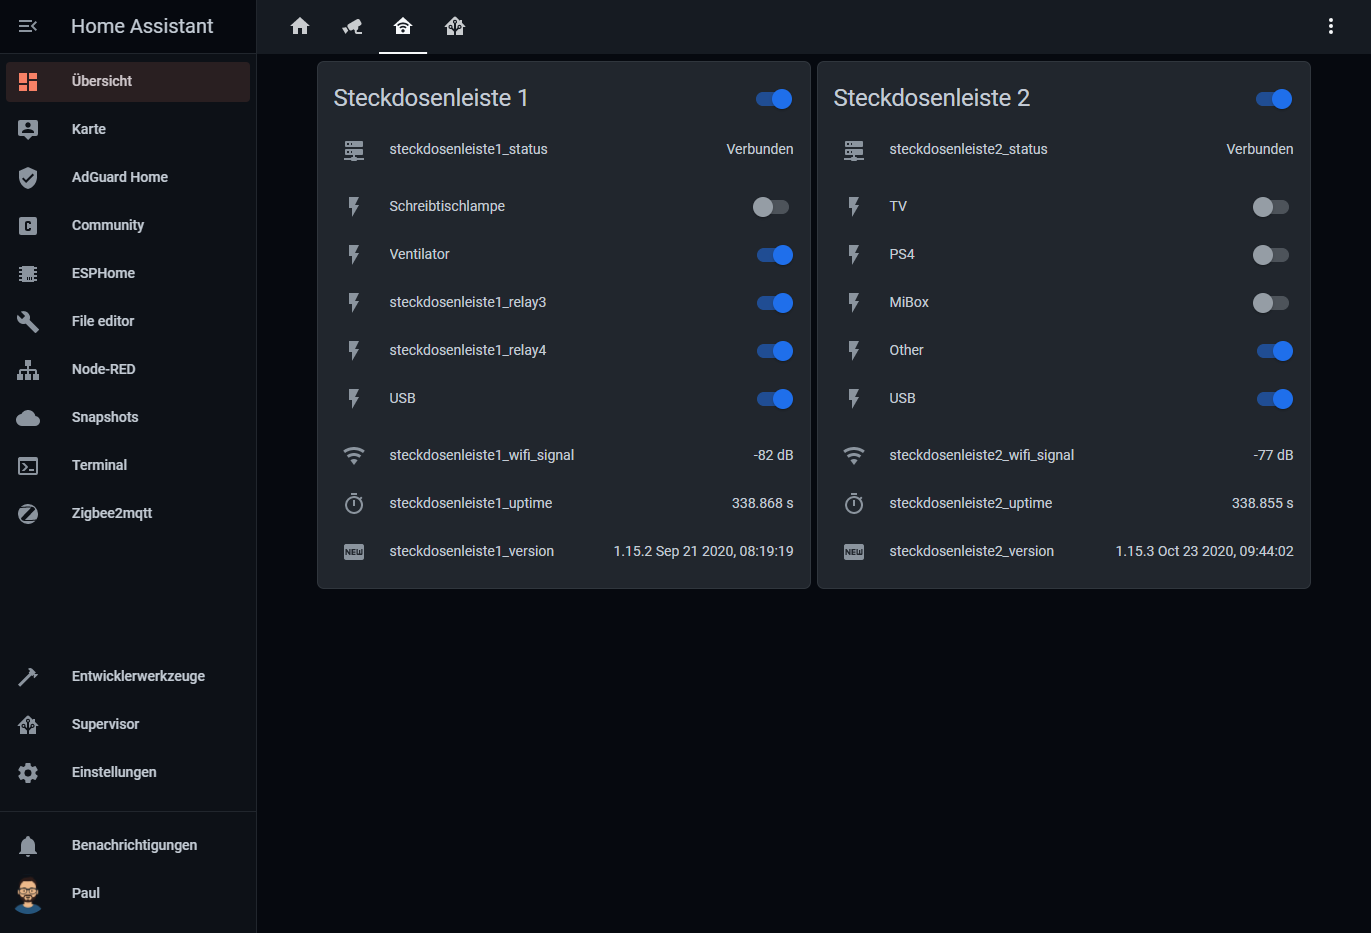 Home Assistant
Übersicht
Karte
AdGuard Home
Community
ESPHome
File editor
Node-RED
Snapshots
Terminal
Zigbee2mqtt
Entwicklerwerkzeuge
Supervisor
Einstellungen
Benachrichtigungen
Paul
Steckdosenleiste 1
steckdosenleiste1_status Verbunden
Schreibtischlampe
Ventilator
steckdosenleiste1_relay3
steckdosenleiste1_relay4
USB
steckdosenleiste1_wifi_signal -82 dB
steckdosenleiste1_uptime 338.868 s
NEW steckdosenleiste1_version 1.15.2 Sep 21 2020, 08:19:19
Steckdosenleiste 2
steckdosenleiste2_status Verbunden
TV
PS4
MiBox
Other
USB
steckdosenleiste2_wifi_signal -77 dB
steckdosenleiste2_uptime 338.855 s
NEW steckdosenleiste2_version 1.15.3 Oct 23 2020, 09:44:02